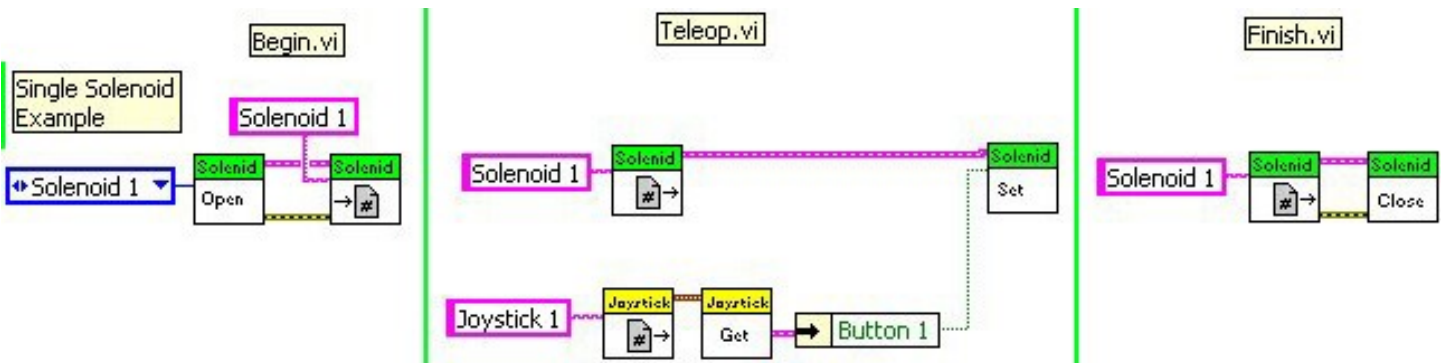 Begin.vi
Single Solenoid
Example
Solenoid 1
Solenid
Solenid
Solenoid 1
Open
#
Teleop.vi
Solenoid 1
Solenid
#
Solenid
Set
Joystick 1
Joystick
#
Joystick
Get
Button 1
Finish.vi
Solenoid 1
Solenid
#
Solenid
Close